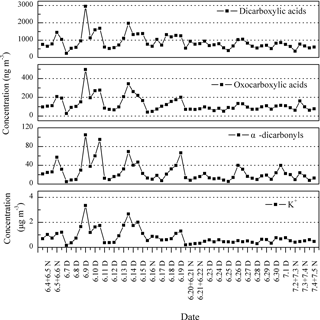 3000
2000
1000
0
Dicarboxylic acids
400
200
0
Oxocarboxylic acids
120
80
40
0
α -dicarbonyls
4
2
0
K+
Concentration (ng m-3)
Concentration
(μg m-3)
6.4+6.5 N
6.5+6.6 N
6.7 D
6.8 D
6.9 D
6.10 D
6.11 D
6.12 D
6.13 D
6.14 D
6.15 D
6.16 N
6.17 D
6.18 D
6.19 D
6.20+6.21 N
6.21+6.22 N
6.23 D
6.24 D
6.25 D
6.26 D
6.27 D
6.28 D
6.29 D
6.30 D
7.1 D
7.2+7.3 N
7.3+7.4 N
7.4+7.5 N
Date